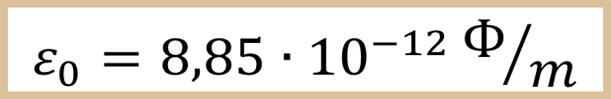 ε₀ = 8,85 · 10⁻¹² Ф/m